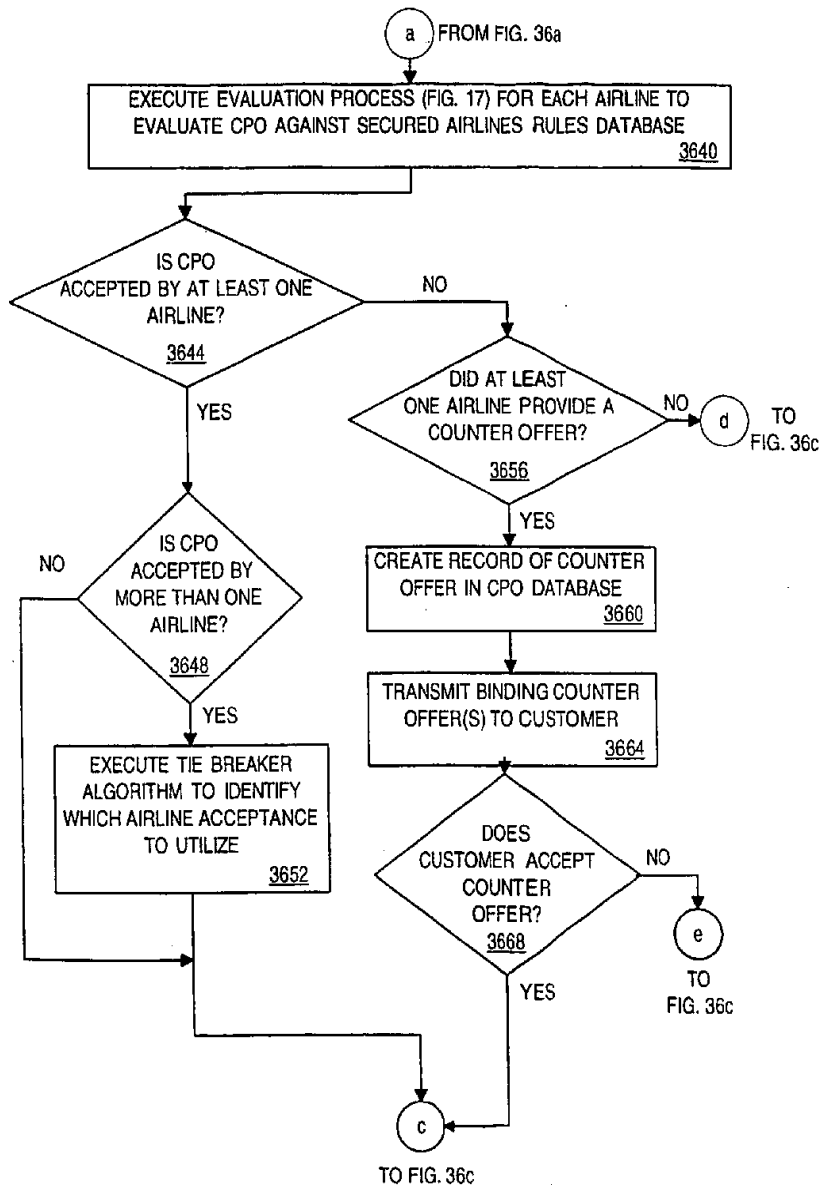 a
FROM FIG. 36a
EXECUTE EVALUATION PROCESS (FIG. 17) FOR EACH AIRLINE TO
EVALUATE CPO AGAINST SECURED AIRLINES RULES DATABASE
3640
IS CPO
ACCEPTED BY AT LEAST ONE
AIRLINE?
3644
NO
YES
DID AT LEAST
ONE AIRLINE PROVIDE A
COUNTER OFFER?
3656
NO
d
TO
FIG. 36c
YES
IS CPO
ACCEPTED BY
MORE THAN ONE
AIRLINE?
3648
NO
YES
CREATE RECORD OF COUNTER
OFFER IN CPO DATABASE
3660
TRANSMIT BINDING COUNTER
OFFER(S) TO CUSTOMER
3664
EXECUTE TIE BREAKER
ALGORITHM TO IDENTIFY
WHICH AIRLINE ACCEPTANCE
TO UTILIZE
3652
DOES
CUSTOMER ACCEPT
COUNTER
OFFER?
3668
NO
e
TO
FIG. 36c
YES
c
TO FIG. 36c